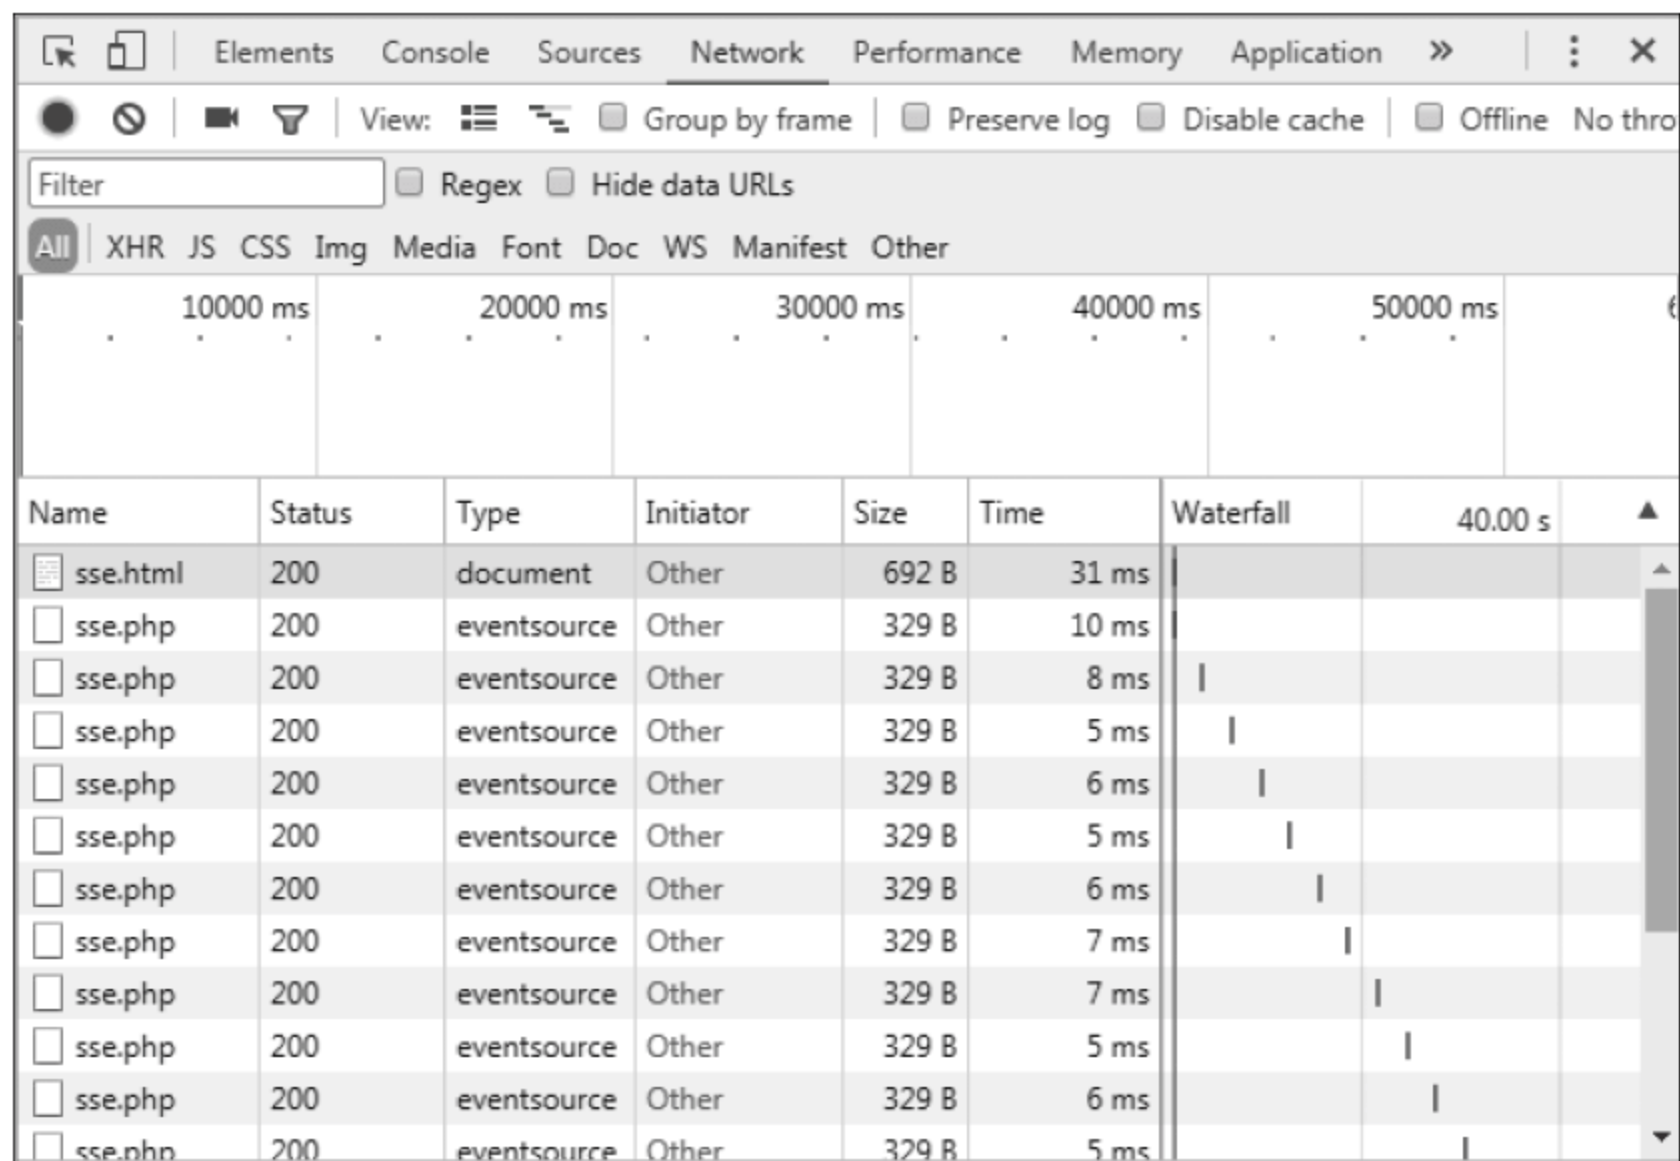 Elements Console Sources Network Performance Memory Application »
View: Group by frame Preserve log Disable cache Offline No thro
Filter Regex Hide data URLs
All XHR JS CSS Img Media Font Doc WS Manifest Other
10000 ms 20000 ms 30000 ms 40000 ms 50000 ms
Name Status Type Initiator Size Time Waterfall 40.00 s
sse.html 200 document Other 692 B 31 ms
sse.php 200 eventsource Other 329 B 10 ms
sse.php 200 eventsource Other 329 B 8 ms
sse.php 200 eventsource Other 329 B 5 ms
sse.php 200 eventsource Other 329 B 6 ms
sse.php 200 eventsource Other 329 B 5 ms
sse.php 200 eventsource Other 329 B 6 ms
sse.php 200 eventsource Other 329 B 7 ms
sse.php 200 eventsource Other 329 B 7 ms
sse.php 200 eventsource Other 329 B 5 ms
sse.php 200 eventsource Other 329 B 6 ms
sse.php 200 eventsource Other 329 B 5 ms